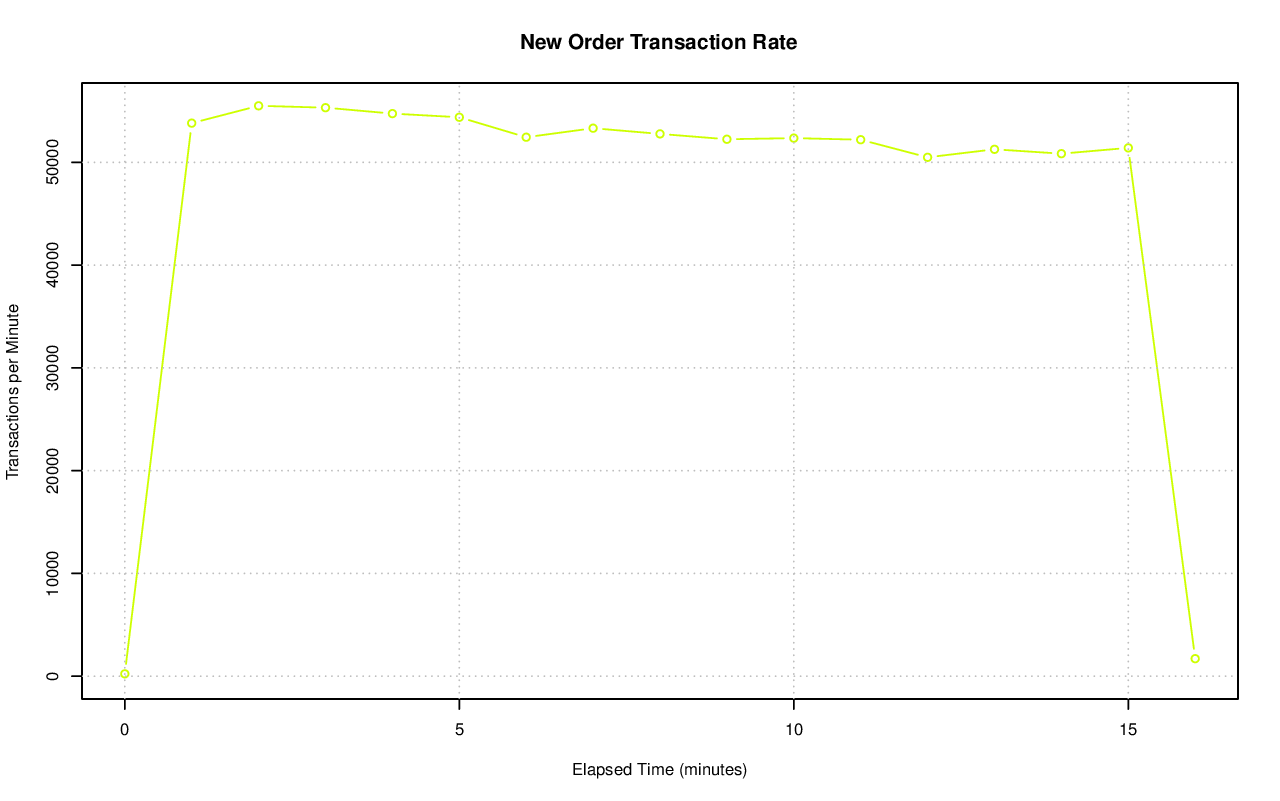 New Order Transaction Rate
Transactions per Minute
50000
40000
30000
20000
10000
0
0 5 10 15
Elapsed Time (minutes)